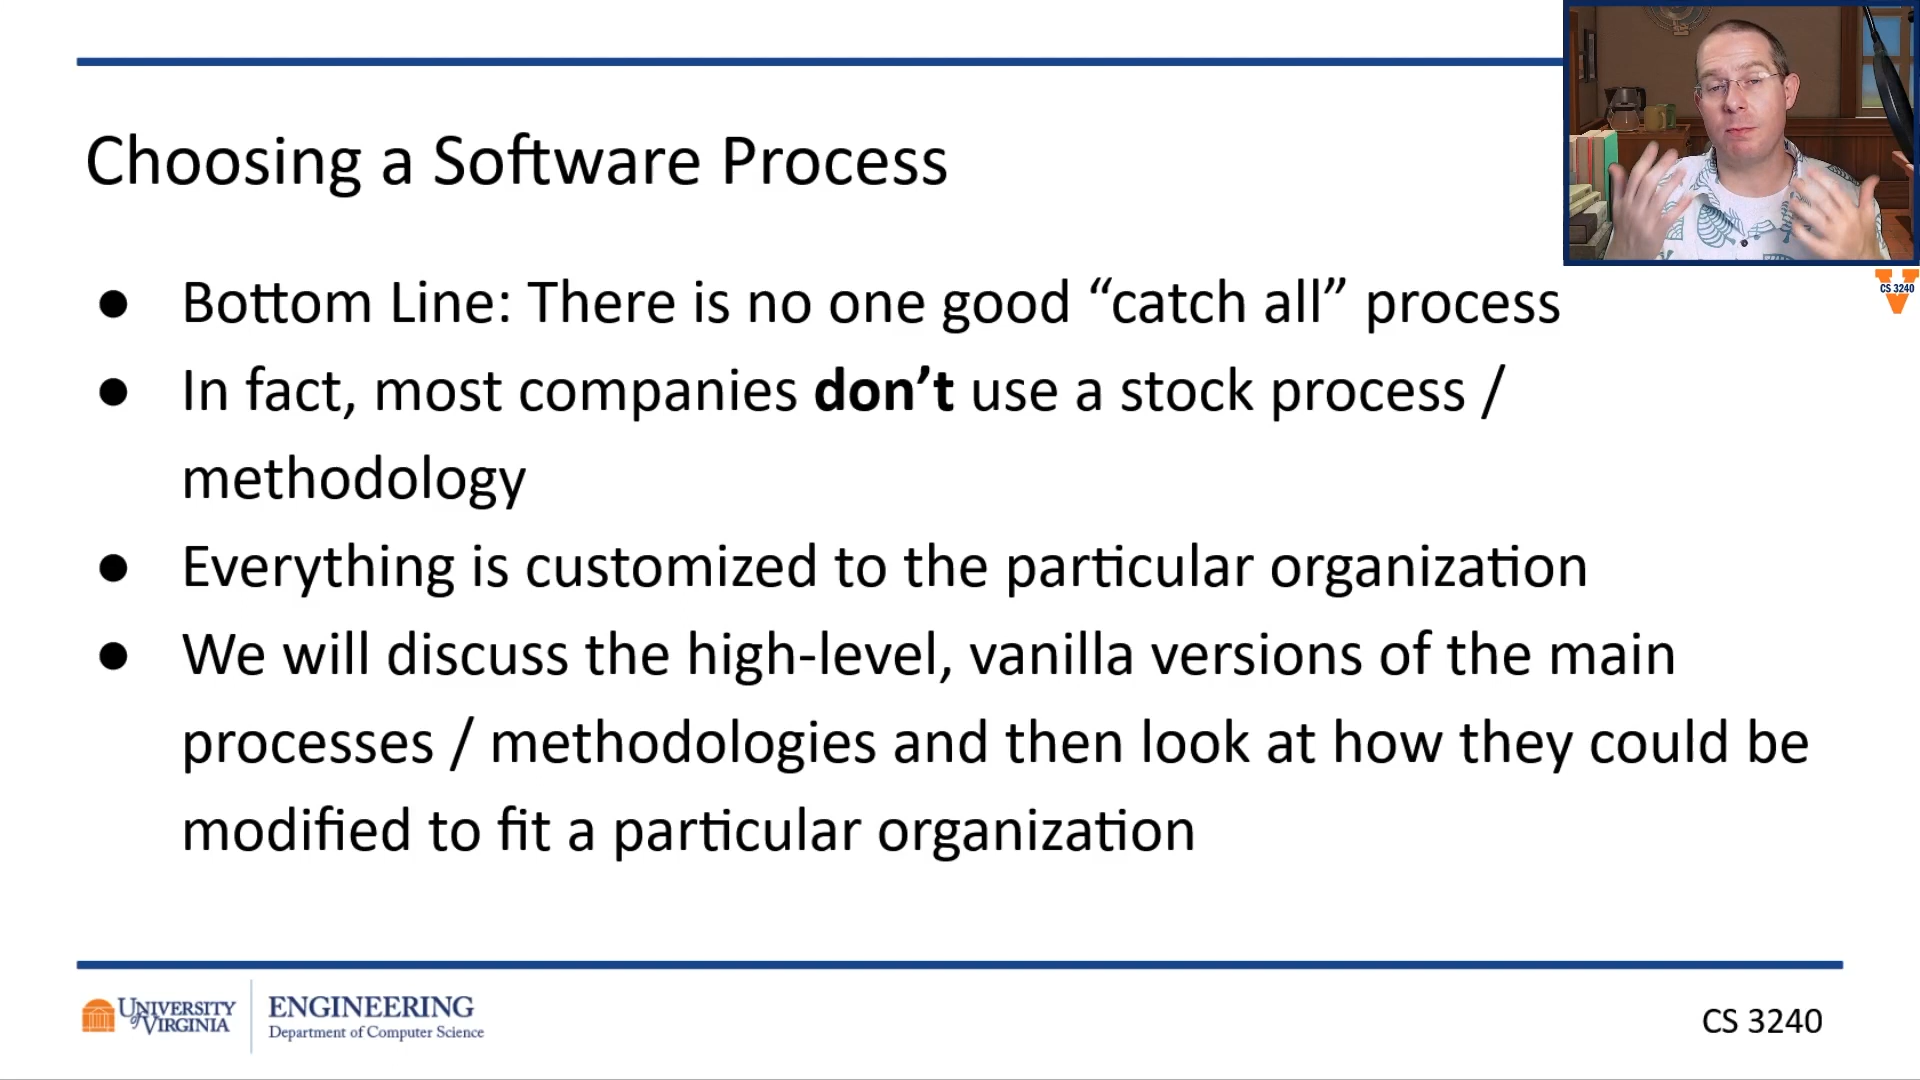 Choosing a Software Process
CS 3240
● Bottom Line: There is no one good “catch all” process
● In fact, most companies don’t use a stock process /
methodology
● Everything is customized to the particular organization
● We will discuss the high-level, vanilla versions of the main
processes / methodologies and then look at how they could be
modified to fit a particular organization
UNIVERSITY
of VIRGINIA
ENGINEERING
Department of Computer Science
CS 3240